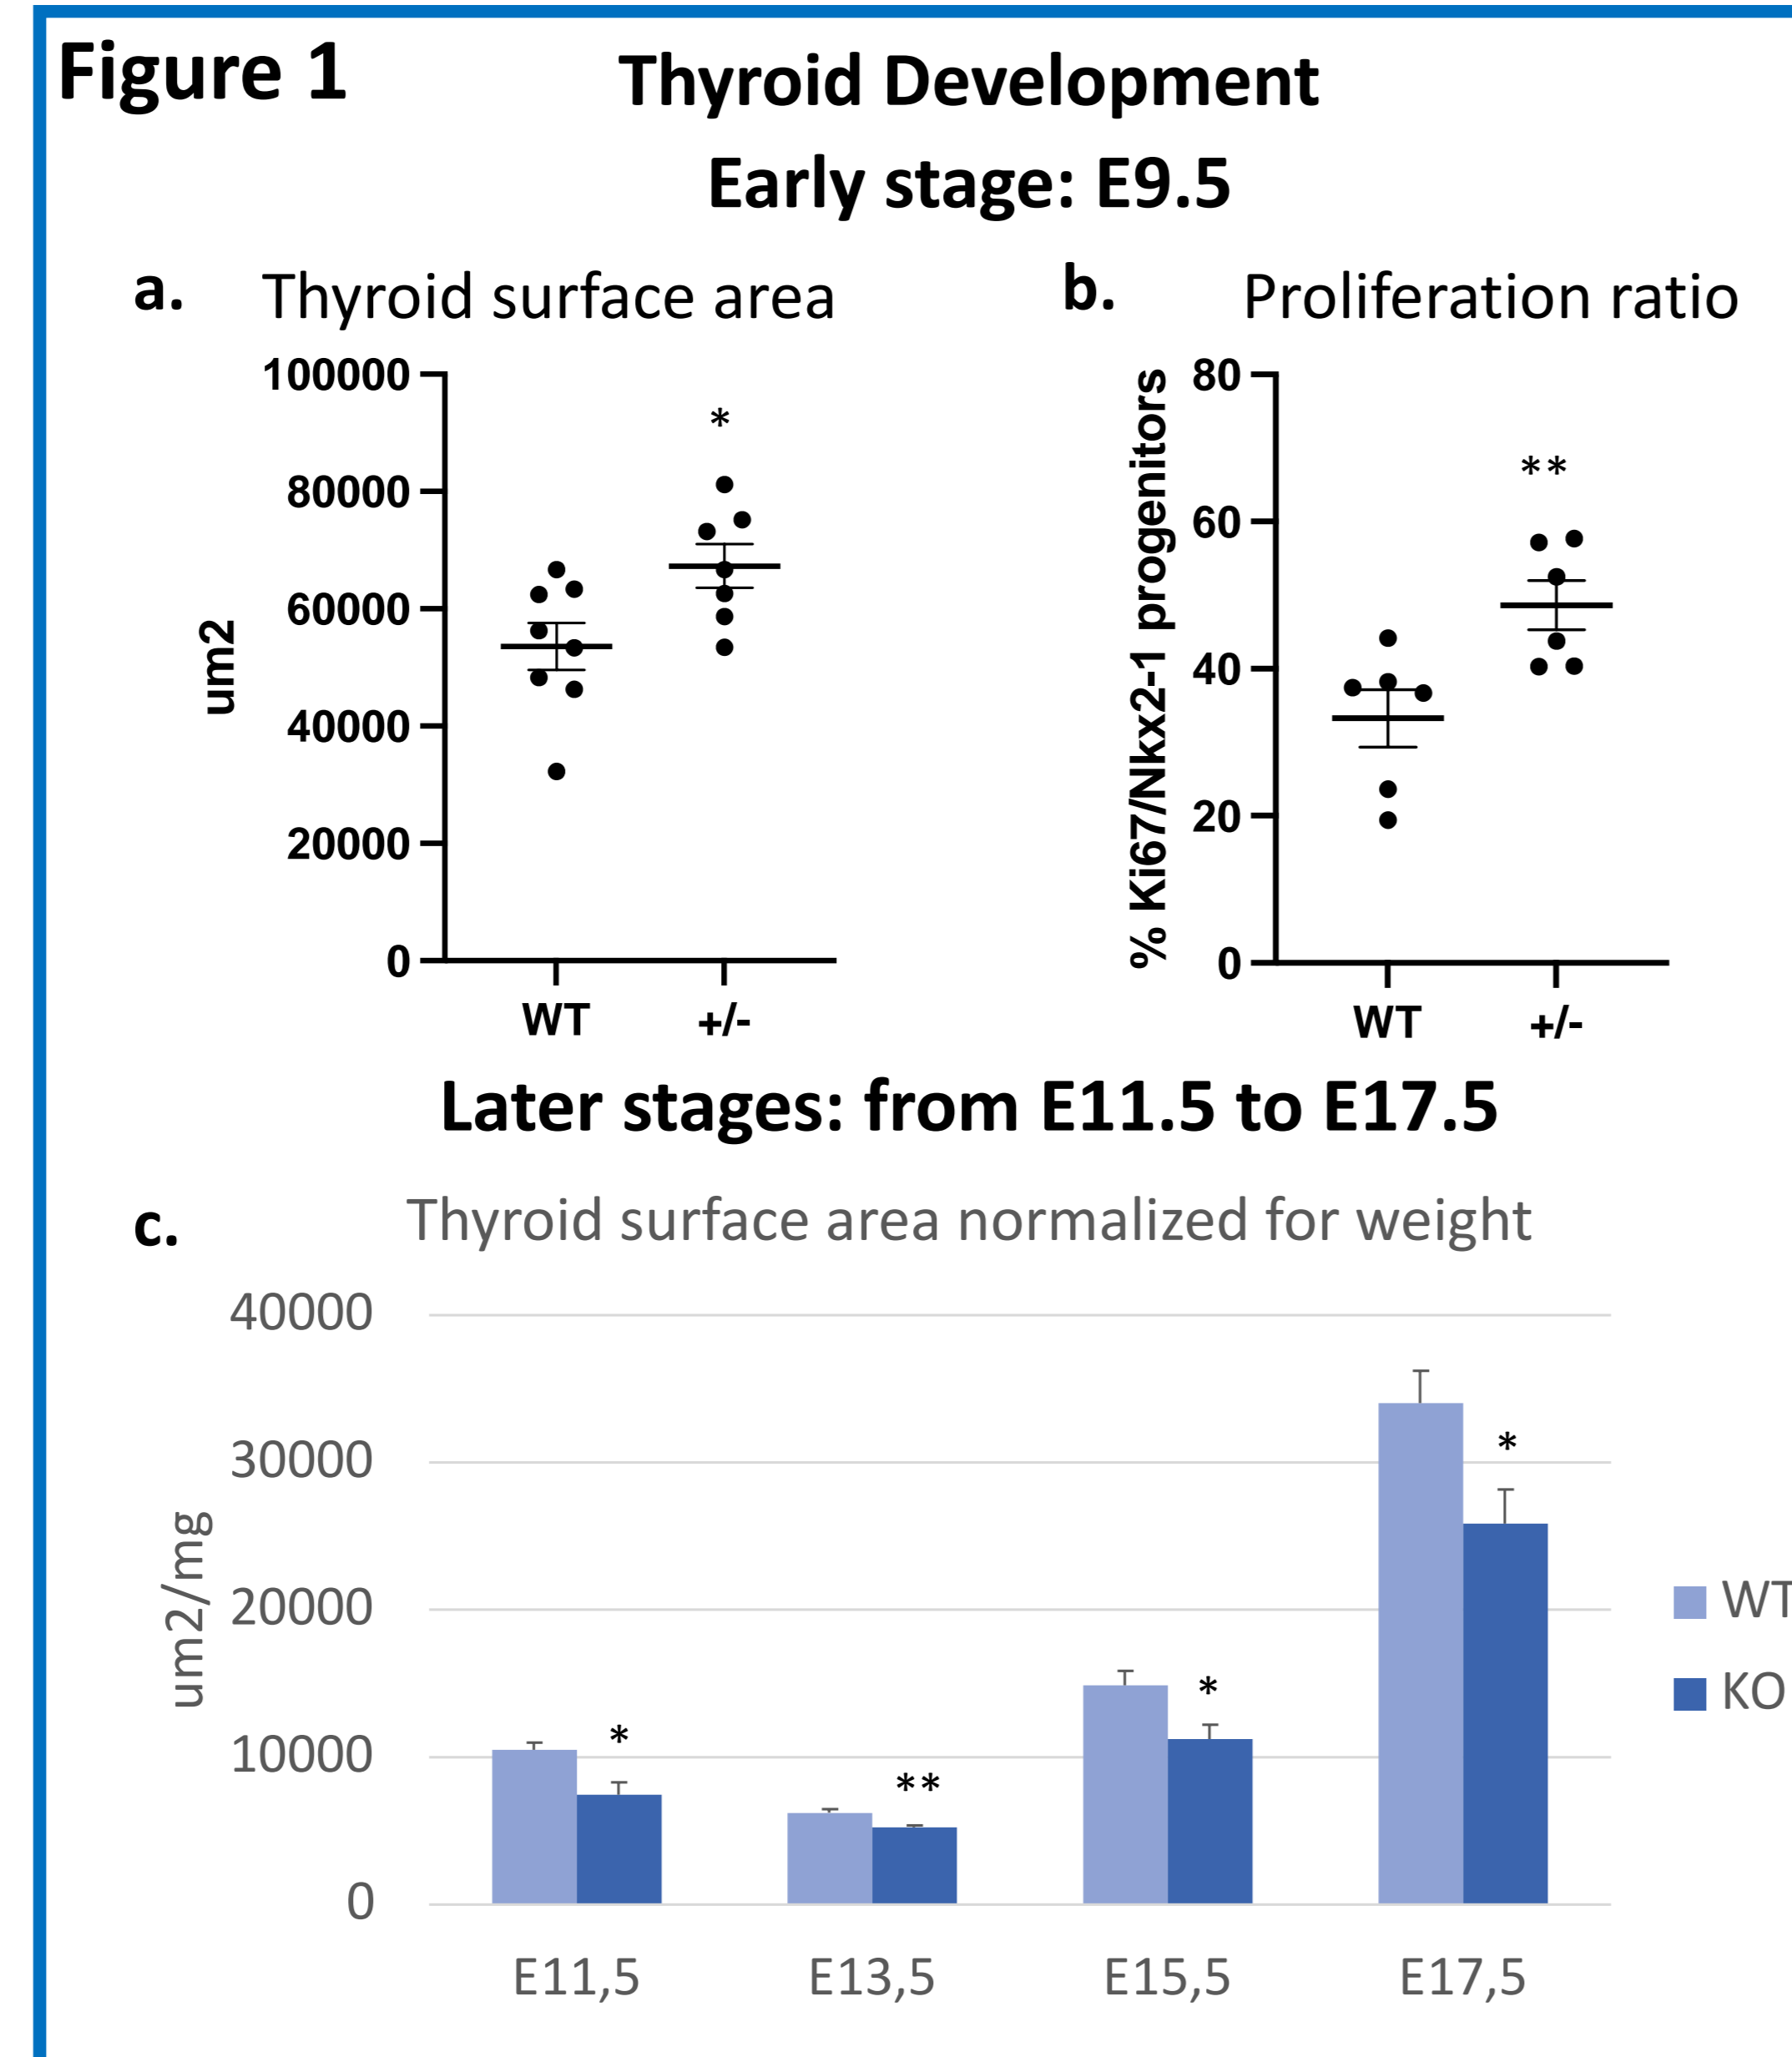 Figure 1
Thyroid Development
Early stage: E9.5
a. Thyroid surface area
100000
80000
60000
40000
20000
0
um2
*
WT +/-
b. Proliferation ratio
80
60
40
20
0
% Ki67/Nkx2-1 progenitors
**
WT +/-
Later stages: from E11.5 to E17.5
c. Thyroid surface area normalized for weight
40000
30000
20000
10000
0
um2/mg
*
**
*
*
E11,5 E13,5 E15,5 E17,5
WT
KO